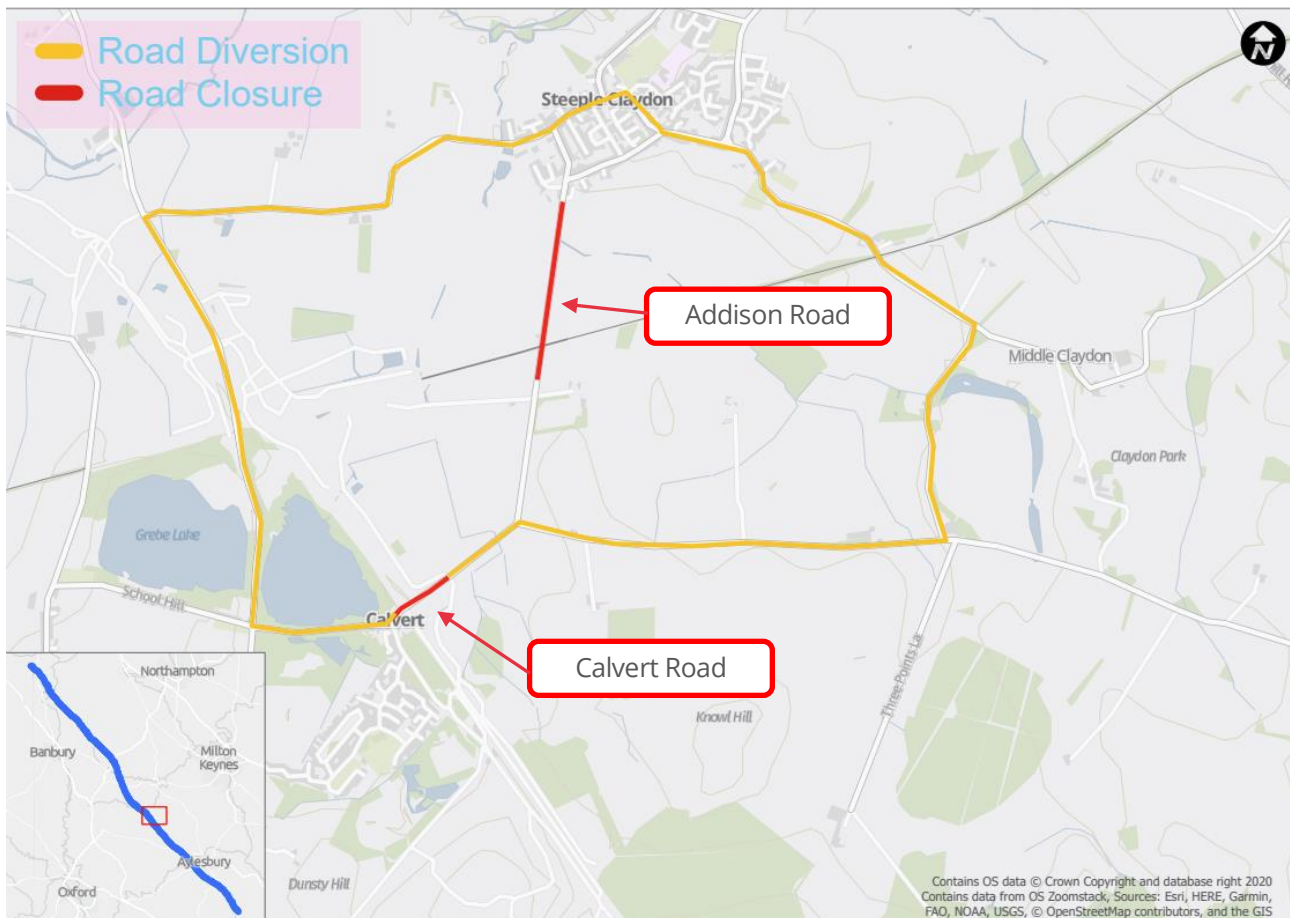 Road Diversion
Road Closure
N
Steeple Claydon
Addison Road
Middle Claydon
Claydon Park
Grebe Lake
School Hill
Calvert
Calvert Road
Three Points La
Knowl Hill
Northampton
Banbury
Milton
Keynes
Aylesbury
Oxford
Dunsty Hill
Contains OS data © Crown Copyright and database right 2020
Contains data from OS Zoomstack, Sources: Esri, HERE, Garmin,
FAO, NOAA, USGS, © OpenStreetMap contributors, and the GIS